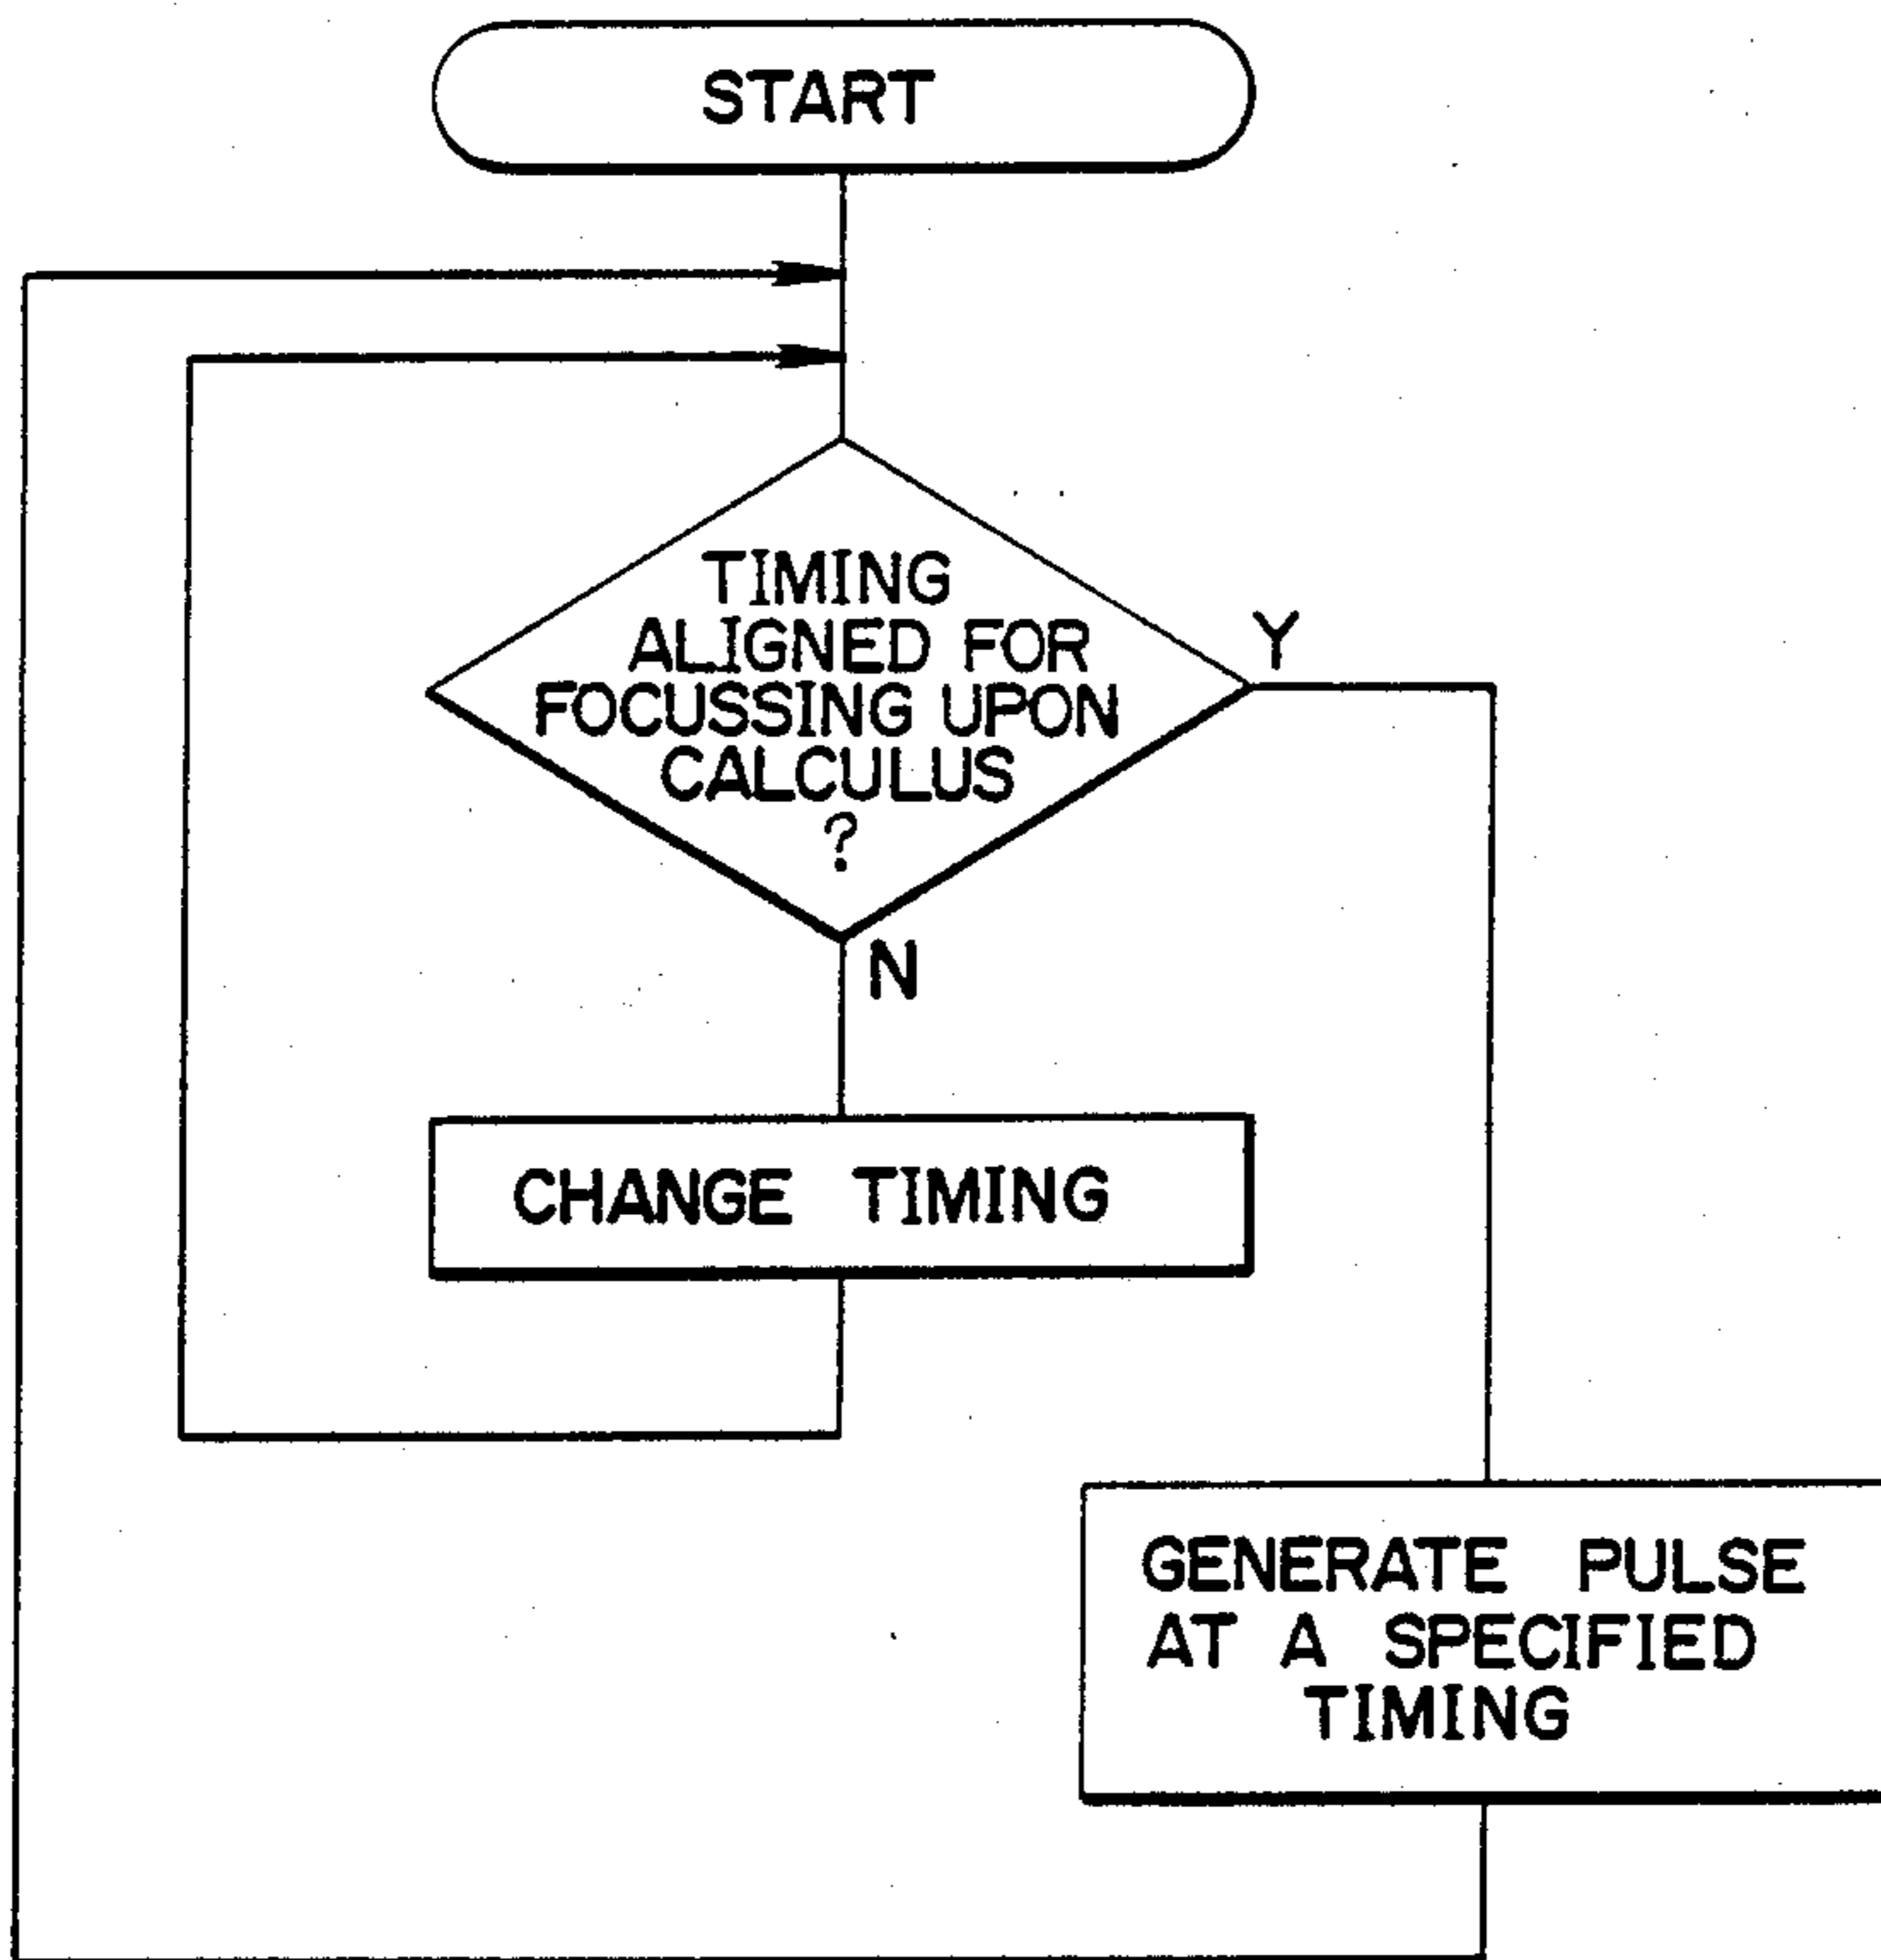 START
TIMING
ALIGNED FOR
FOCUSSING UPON
CALCULUS
?
Y
N
CHANGE TIMING
GENERATE PULSE
AT A SPECIFIED
TIMING